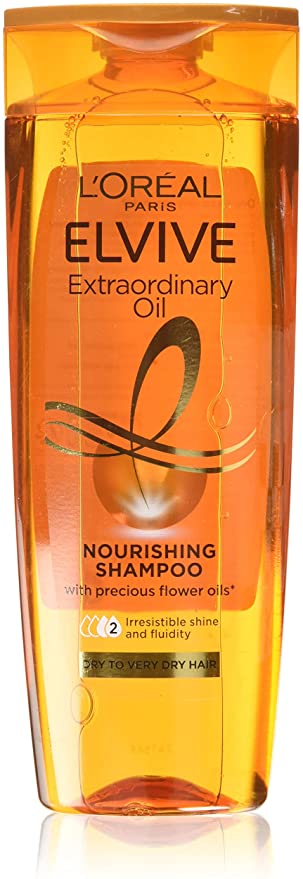 L'ORÉAL
PARIS
ELVIVE
Extraordinary
Oil
NOURISHING
SHAMPOO
with precious flower oils*
2 Irresistible shine
and fluidity
DRY TO VERY DRY HAIR